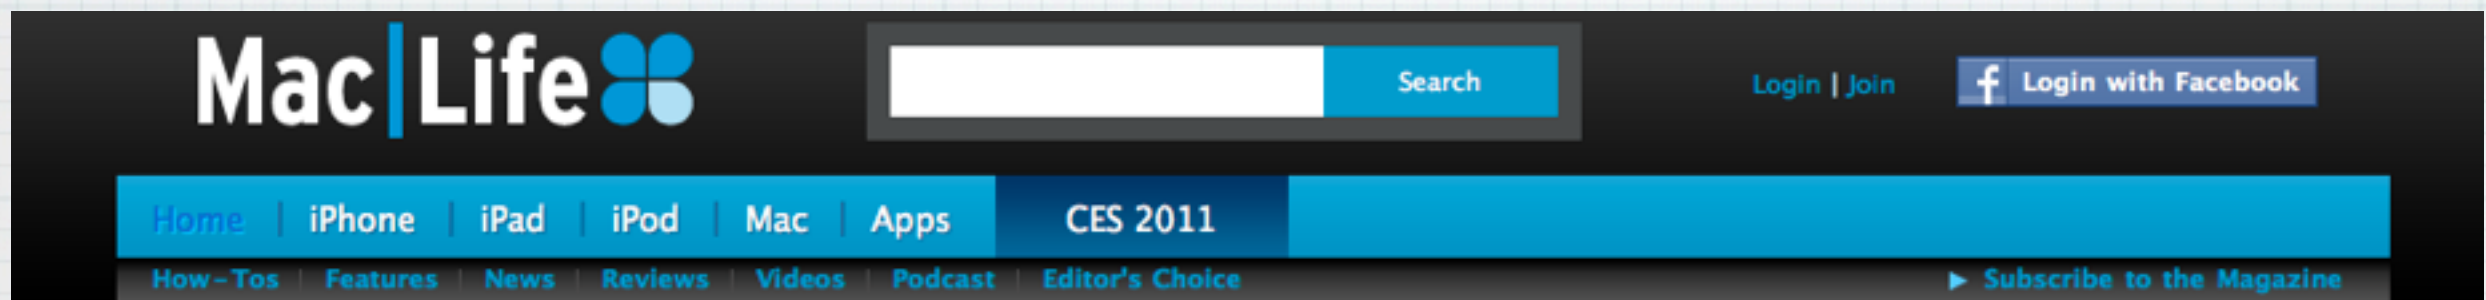 Mac|Life
Search
Login | Join
f Login with Facebook
Home | iPhone | iPad | iPod | Mac | Apps CES 2011
How-Tos | Features | News | Reviews | Videos | Podcast | Editor's Choice ▶ Subscribe to the Magazine